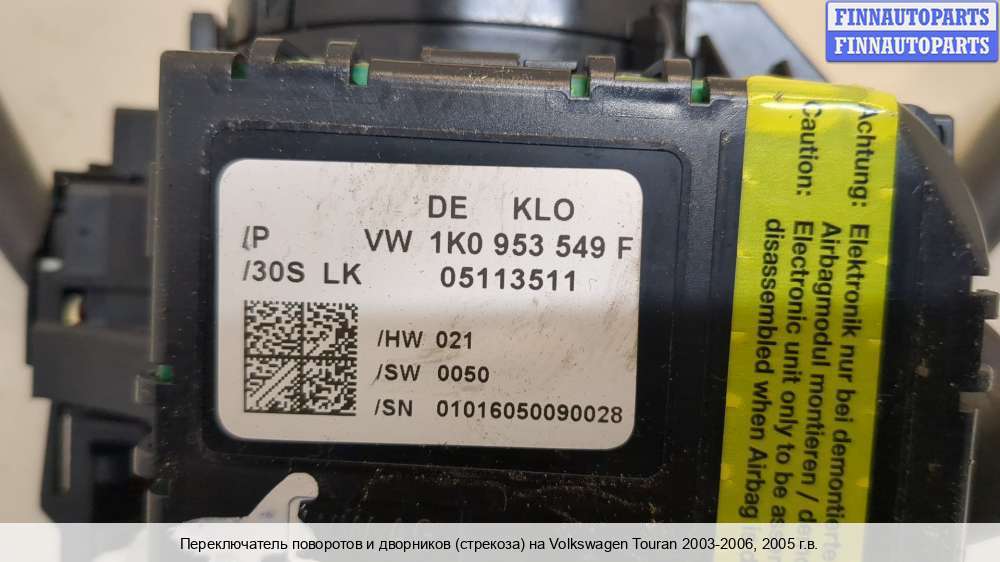 FINNAUTOPARTS
FINNAUTOPARTS
DE KLO
/P VW 1K0 953 549 F
/30S LK 05113511
/HW 021
/SW 0050
/SN 01016050090028
Achtung: Elektronik nur bei demontierte
Airbagmodul montieren /
Caution: Electronic unit only to be
disassembled when Airbag
Переключатель поворотов и дворников (стрекоза) на Volkswagen Touran 2003-2006, 2005 г.в.